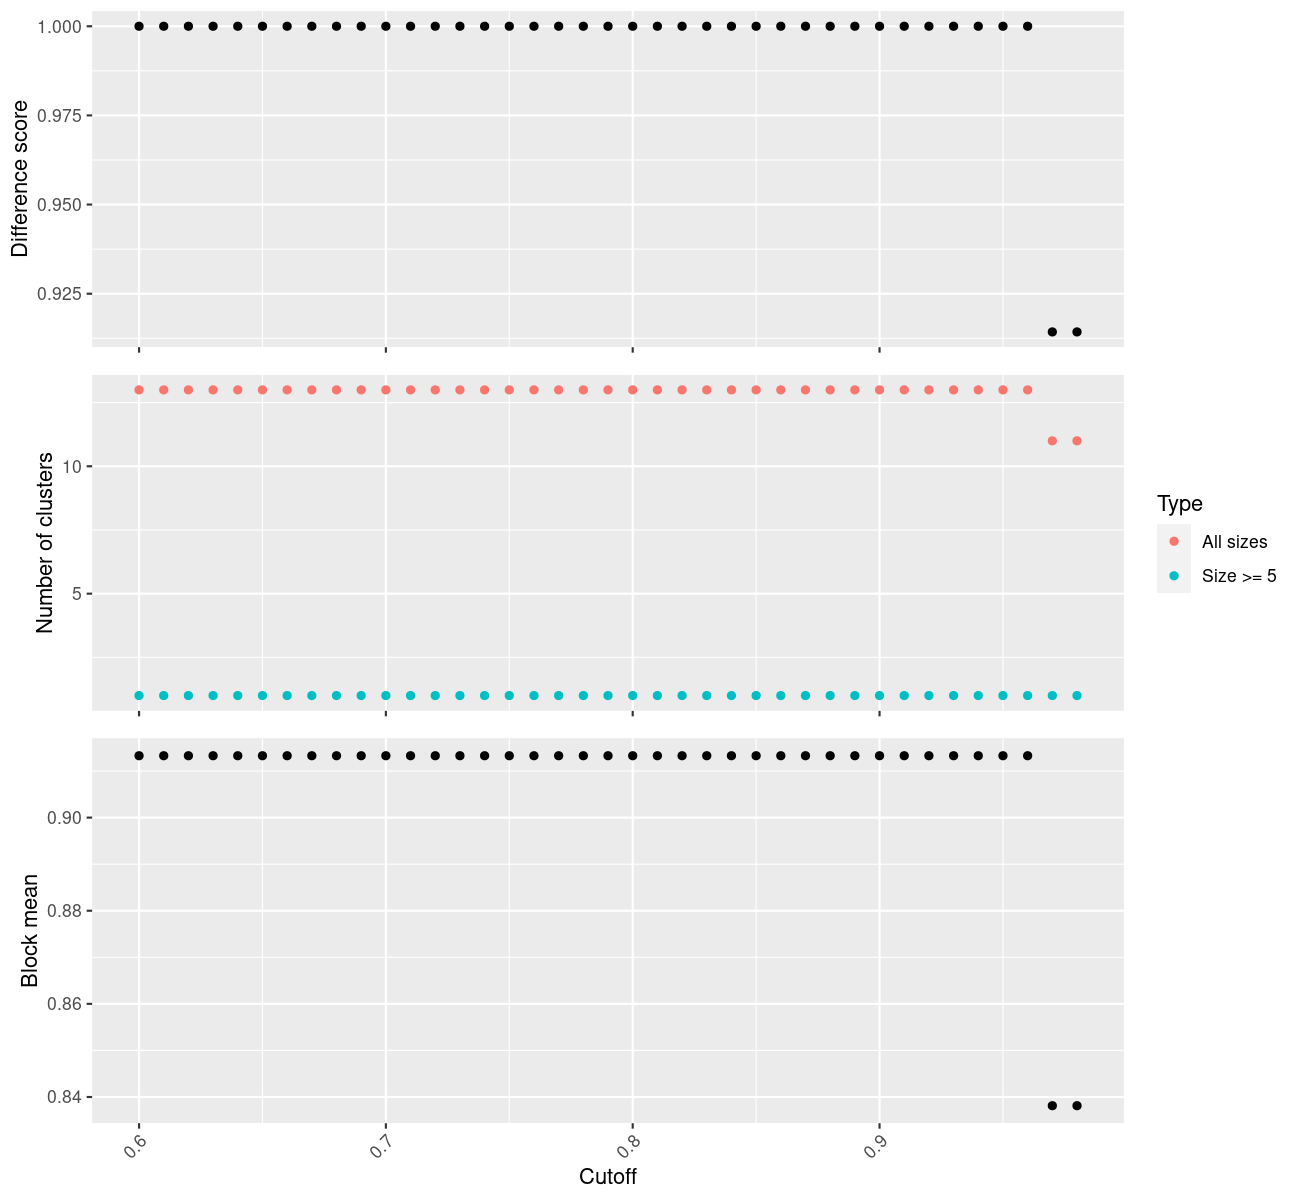 1.000
0.975
0.950
0.925
Difference score
10
5
Number of clusters
Type
All sizes
Size >= 5
0.90
0.88
0.86
0.84
Block mean
0.6
0.7
0.8
0.9
Cutoff